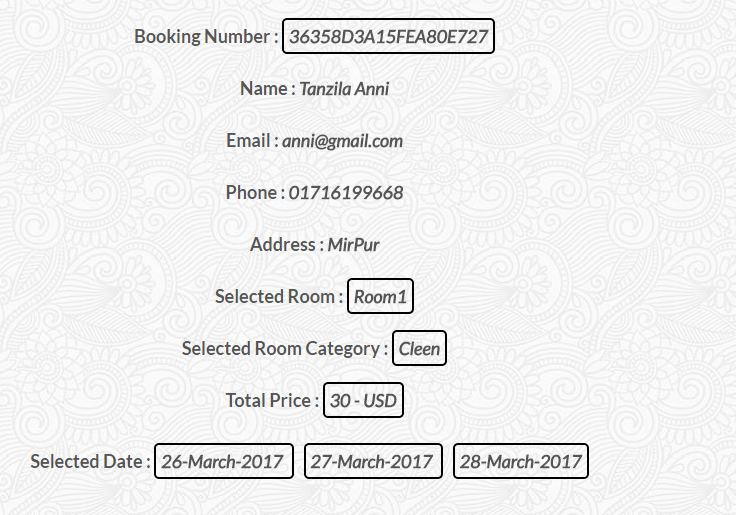 Booking Number : 36358D3A15FEA80E727
Name : Tanzila Anni
Email : anni@gmail.com
Phone : 01716199668
Address : MirPur
Selected Room : Room1
Selected Room Category : Cleen
Total Price : 30 - USD
Selected Date : 26-March-2017 27-March-2017 28-March-2017